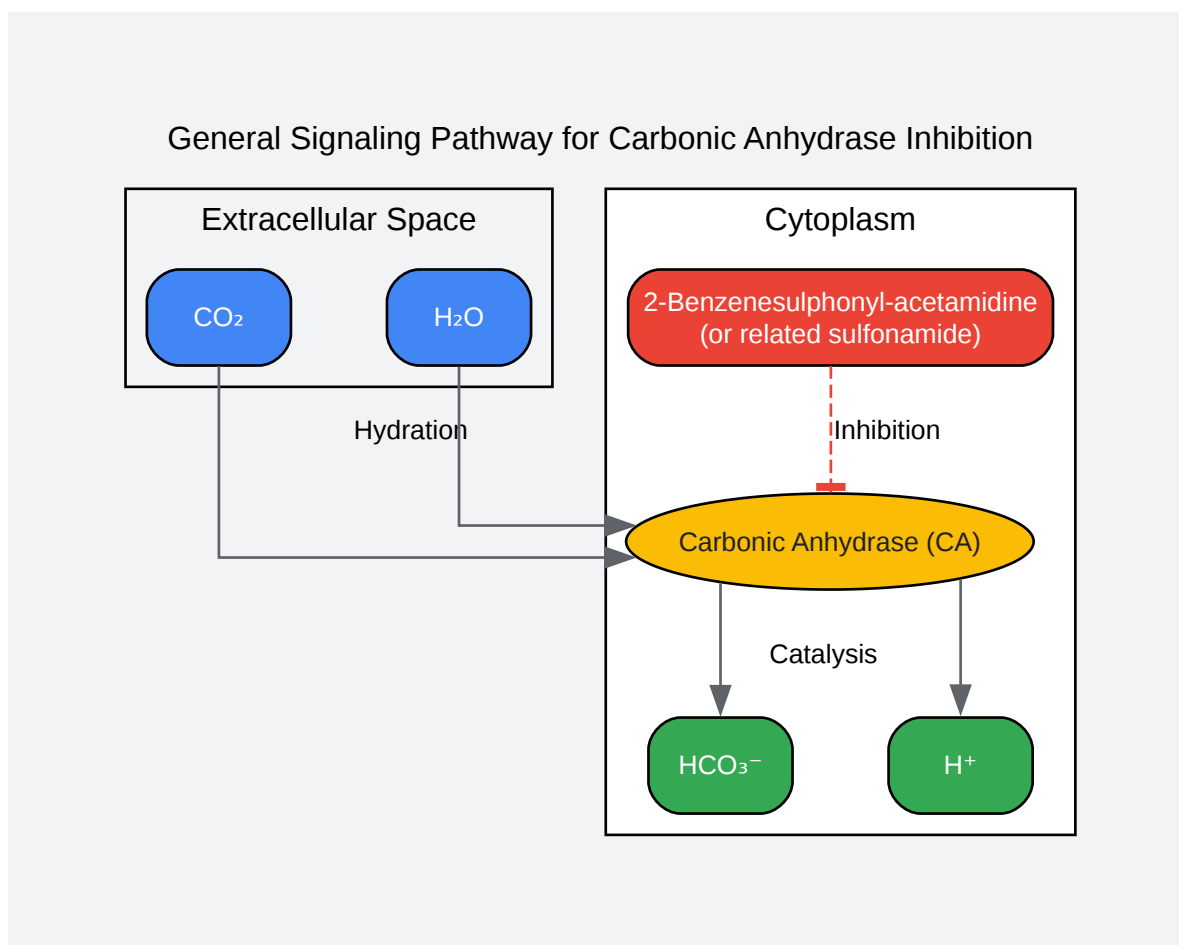 General Signaling Pathway for Carbonic Anhydrase Inhibition
Extracellular Space
Cytoplasm
CO₂
H₂O
2-Benzenesulphonyl-acetamidine
(or related sulfonamide)
Hydration
Inhibition
Carbonic Anhydrase (CA)
Catalysis
HCO₃⁻
H⁺